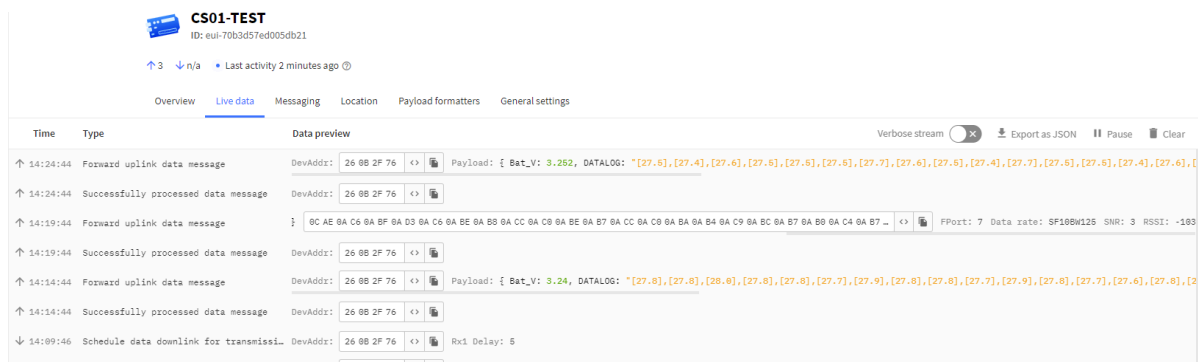 CS01-TEST
ID: eui-70b3d57ed005db21
↑3 ↓n/a • Last activity 2 minutes ago
Overview Live data Messaging Location Payload formatters General settings
Time Type Data preview Verbose stream Export as JSON Pause Clear
↑ 14:24:44 Forward uplink data message DevAddr: 26 0B 2F 76 <> Payload: { Bat_V: 3.252, DATALOG: "[27.5],[27.4],[27.6],[27.5],[27.5],[27.5],[27.5],[27.7],[27.6],[27.5],[27.4],[27.7],[27.5],[27.5],[27.4],[27.6],[
↑ 14:24:44 Successfully processed data message DevAddr: 26 0B 2F 76 <>
↑ 14:19:44 Forward uplink data message } 0C AE 0A C6 0A BF 0A D3 0A C6 0A BE 0A B8 0A CC 0A C0 0A BE 0A B7 0A CC 0A C0 0A BA 0A B4 0A C9 0A BC 0A B7 0A B0 0A C4 0A B7 … <> FPort: 7 Data rate: SF10BW125 SNR: 3 RSSI: -103
↑ 14:19:44 Successfully processed data message DevAddr: 26 0B 2F 76 <>
↑ 14:14:44 Forward uplink data message DevAddr: 26 0B 2F 76 <> Payload: { Bat_V: 3.24, DATALOG: "[27.8],[27.8],[28.0],[27.8],[27.8],[27.7],[27.9],[27.8],[27.8],[27.7],[27.9],[27.8],[27.7],[27.6],[27.8],[2
↑ 14:14:44 Successfully processed data message DevAddr: 26 0B 2F 76 <>
↓ 14:09:46 Schedule data downlink for transmissi… DevAddr: 26 0B 2F 76 <> Rx1 Delay: 5